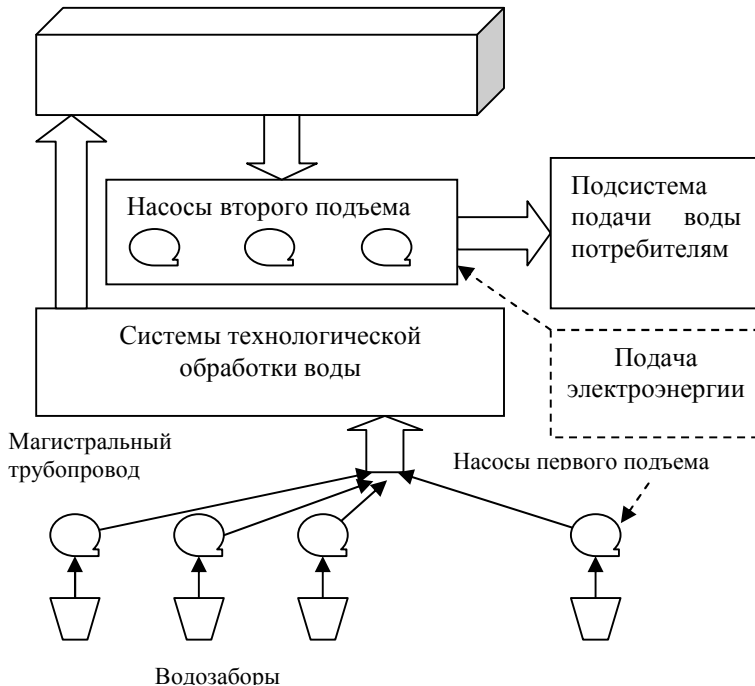 Насосы второго подъема
Подсистема
подачи воды
потребителям
Системы технологической
обработки воды
Подача
электроэнергии
Магистральный
трубопровод
Насосы первого подъема
Водозаборы